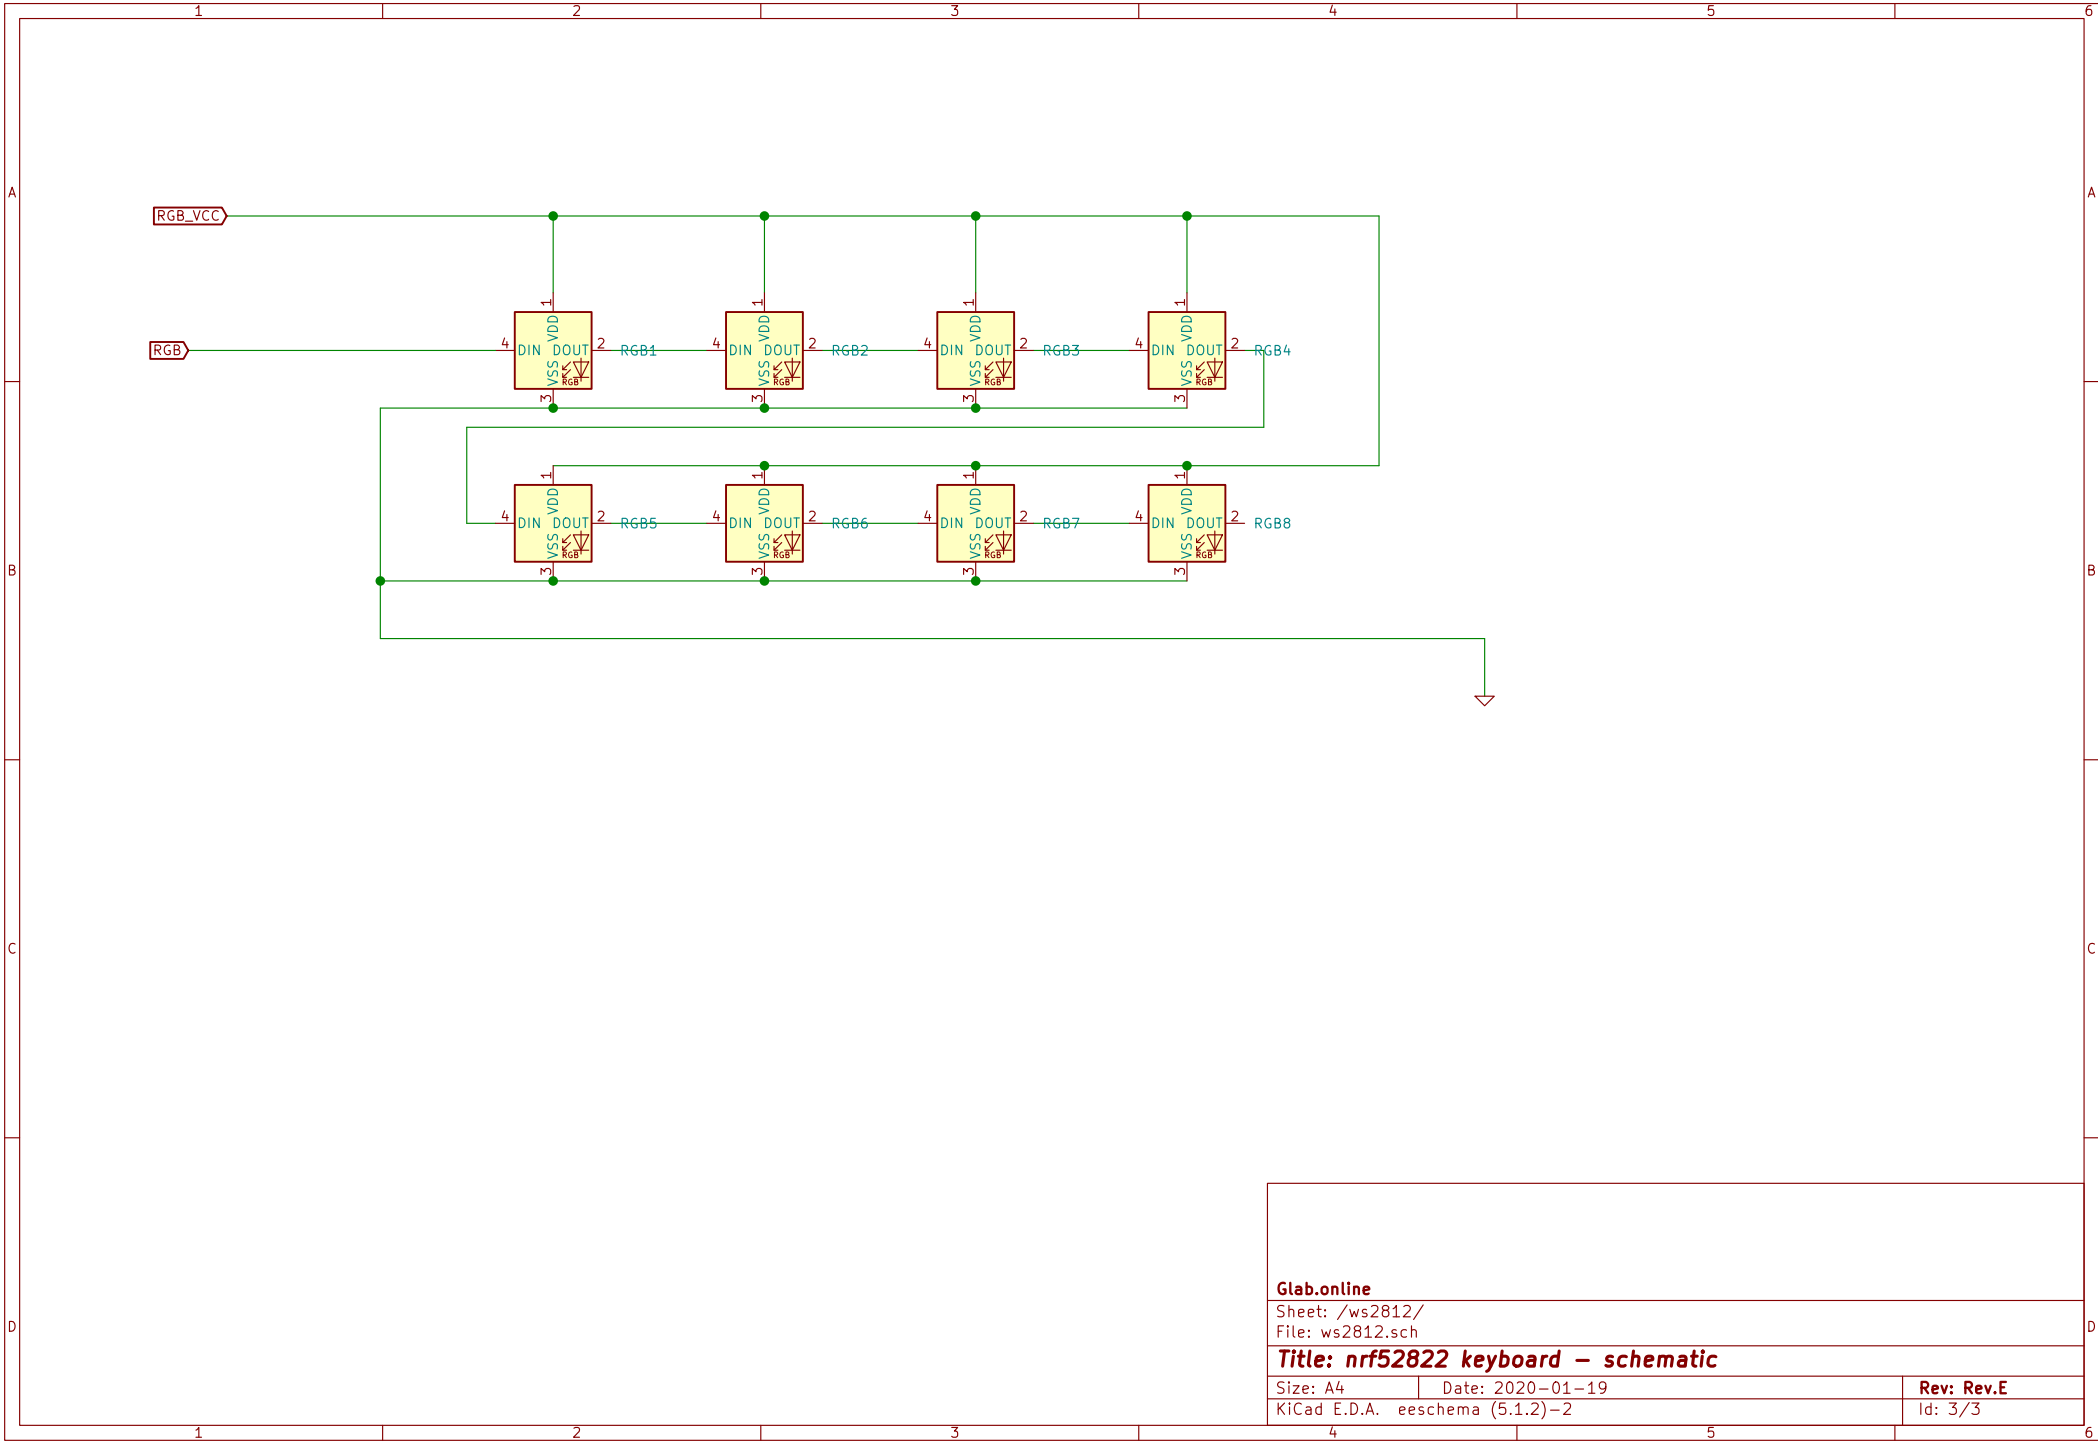 1 2 3 4 5 6
A A
RGB_VCC
1 1 1 1
VDD VDD VDD VDD
RGB 4 DIN DOUT 2 RGB1 4 DIN DOUT 2 RGB2 4 DIN DOUT 2 RGB3 4 DIN DOUT 2 RGB4
VSS RGB VSS RGB VSS RGB VSS RGB
3 3 3 3
1 1 1 1
VDD VDD VDD VDD
4 DIN DOUT 2 RGB5 4 DIN DOUT 2 RGB6 4 DIN DOUT 2 RGB7 4 DIN DOUT 2 RGB8
VSS RGB VSS RGB VSS RGB VSS RGB
B B
3 3 3 3
C C
Glab.online
Sheet: /ws2812/
D D
File: ws2812.sch
Title: nrf52822 keyboard - schematic
Size: A4 Date: 2020-01-19 Rev: Rev.E
KiCad E.D.A. eeschema (5.1.2)-2 Id: 3/3
1 2 3 4 5 6